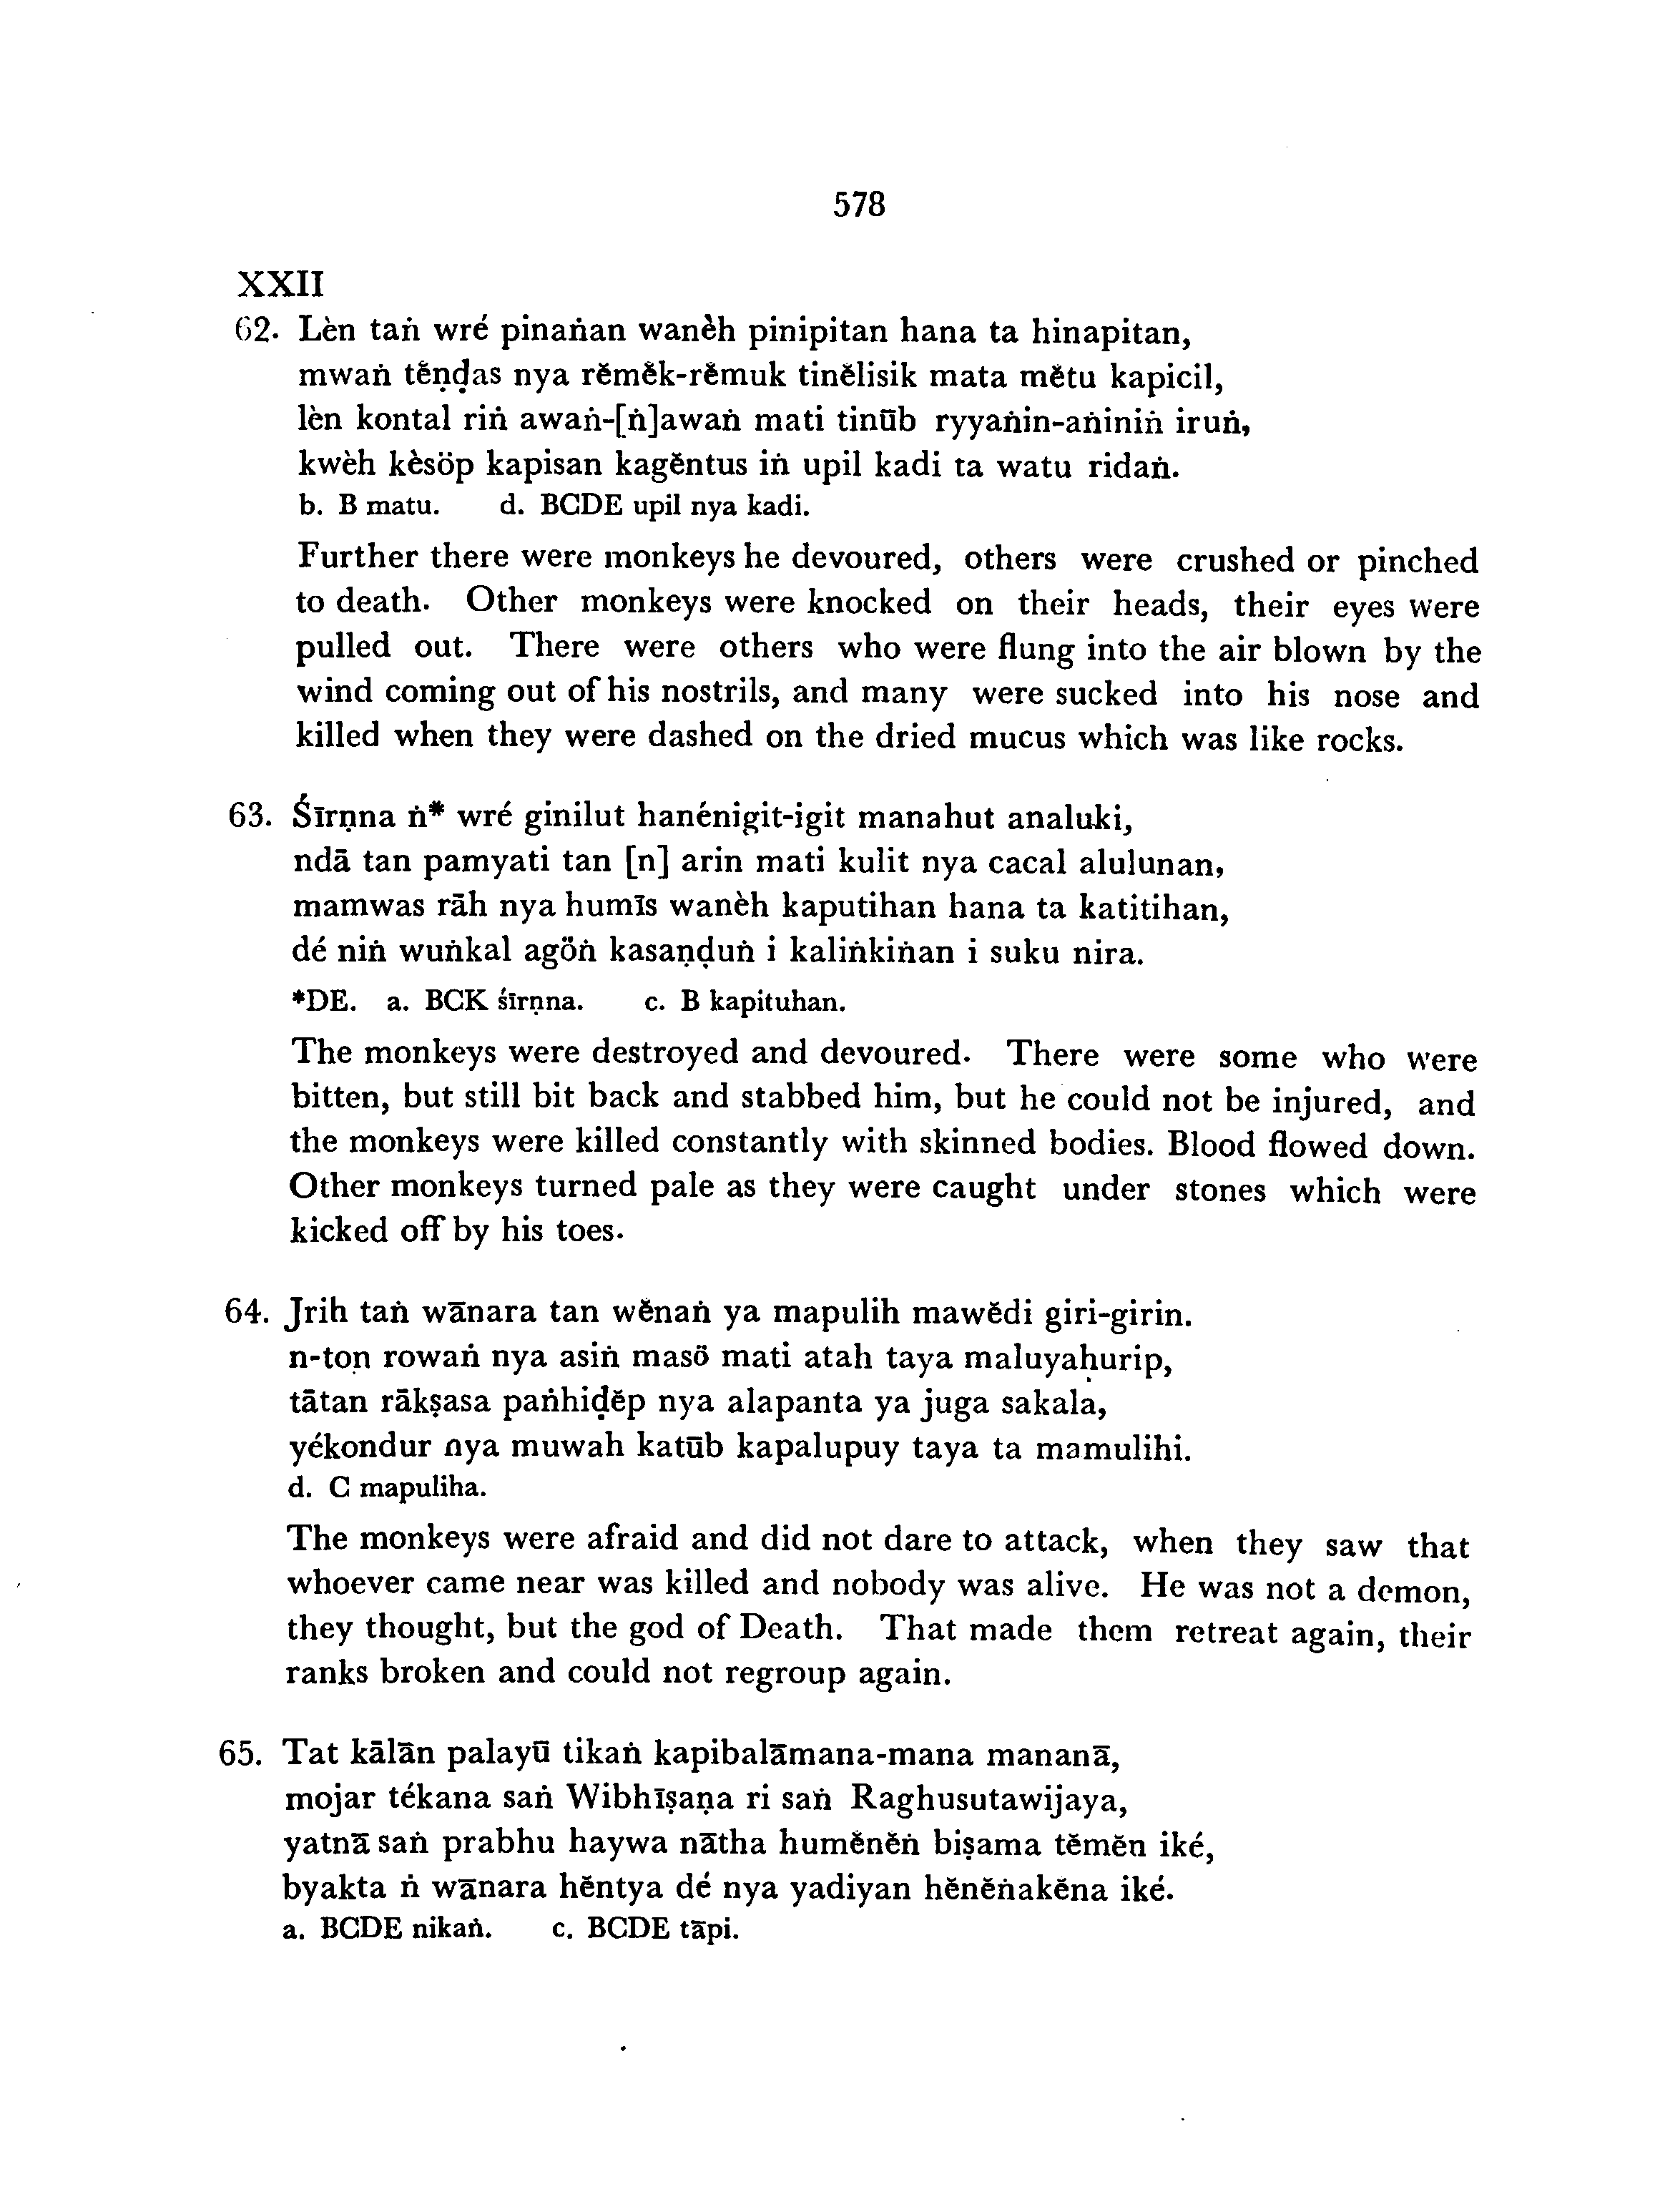 578
XXII
62. Lèn taṅ wré pinaṅan wanèh pinipitan hana ta hinapitan,
mwaṅ tĕṇḍas nya rĕmĕk-rĕmuk tinĕlisik mata mĕtu kapicil,
lèn kontal riṅ awaṅ-[ṅ]awaṅ mati tinūb ryyaṅin-aṅiniṅ iruṅ,
kwèh kèsöp kapisan kagĕntus iṅ upil kadi ta watu ridaṅ.
b. B matu. d. BCDE upil nya kadi.
Further there were monkeys he devoured, others were crushed or pinched
to death. Other monkeys were knocked on their heads, their eyes were
pulled out. There were others who were flung into the air blown by the
wind coming out of his nostrils, and many were sucked into his nose and
killed when they were dashed on the dried mucus which was like rocks.
63. Śīrṇna ṅ* wré ginilut hanénigit-igit manahut analuki,
ndā tan pamyati tan [n] arin mati kulit nya cacal alulunan,
mamwas rāh nya humīs wanèh kaputihan hana ta katitihan,
dé niṅ wuṅkal agöṅ kasaṇḍuṅ i kaliṅkiṅan i suku nira.
*DE. a. BCK śīrṇna. c. B kapituhan.
The monkeys were destroyed and devoured. There were some who were
bitten, but still bit back and stabbed him, but he could not be injured, and
the monkeys were killed constantly with skinned bodies. Blood flowed down.
Other monkeys turned pale as they were caught under stones which were
kicked off by his toes.
64. Jrih taṅ wānara tan wĕnaṅ ya mapulih mawĕdi giri-girin.
n-toṇ rowaṅ nya asiṅ masö mati atah taya maluyaḥurip,
tātan rākṣasa paṅhiḍĕp nya alapanta ya juga sakala,
yékondur nya muwah katūb kapalupuy taya ta mamulihi.
d. C mapuliha.
The monkeys were afraid and did not dare to attack, when they saw that
whoever came near was killed and nobody was alive. He was not a demon,
they thought, but the god of Death. That made them retreat again, their
ranks broken and could not regroup again.
65. Tat kālān palayū tikaṅ kapibalāmana-mana mananā,
mojar tékana saṅ Wibhīṣaṇa ri saṅ Raghusutawijaya,
yatnā saṅ prabhu haywa nātha humĕnĕṅ biṣama tĕmĕn iké,
byakta ṅ wānara hĕntya dé nya yadiyan hĕnĕṅakĕna iké.
a. BCDE nikaṅ. c. BCDE tāpi.